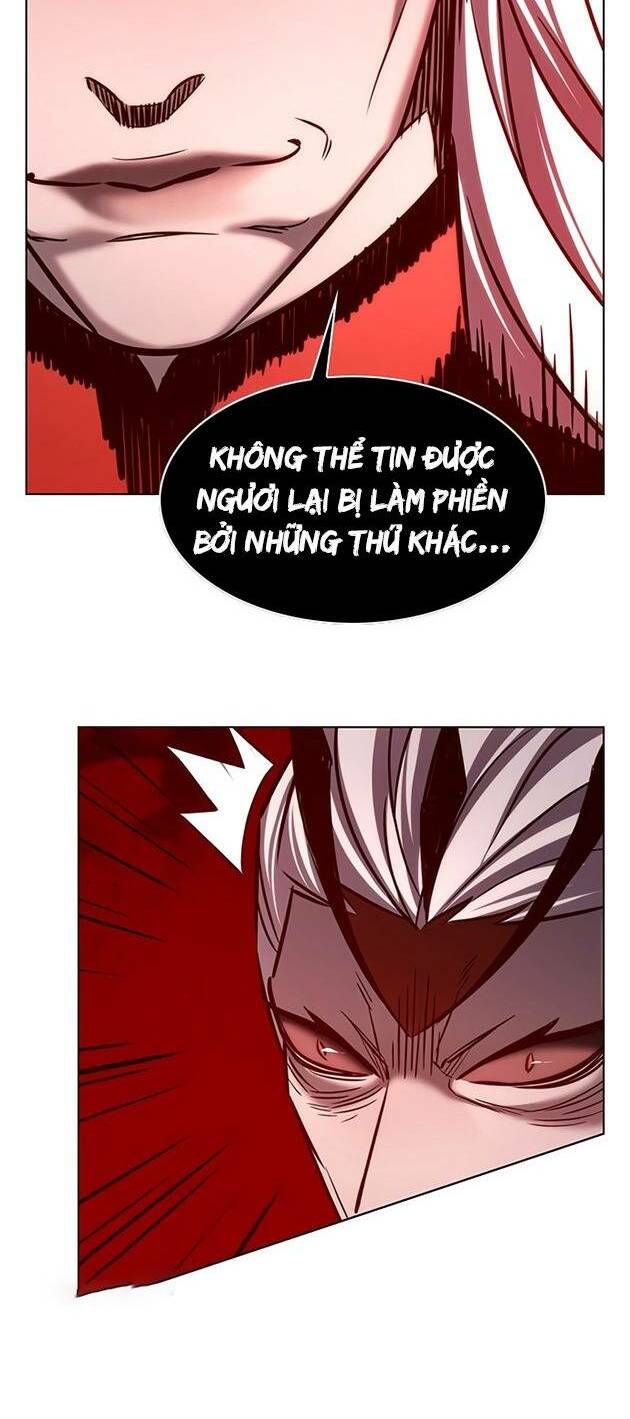 KHÔNG THỂ TIN ĐƯỢC
NGƯƠI LẠI BỊ LÀM PHIỀN
BỞI NHỮNG THỨ KHÁC...